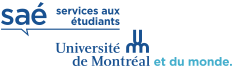 saé services aux
étudiants
Université
de Montréal et du monde.